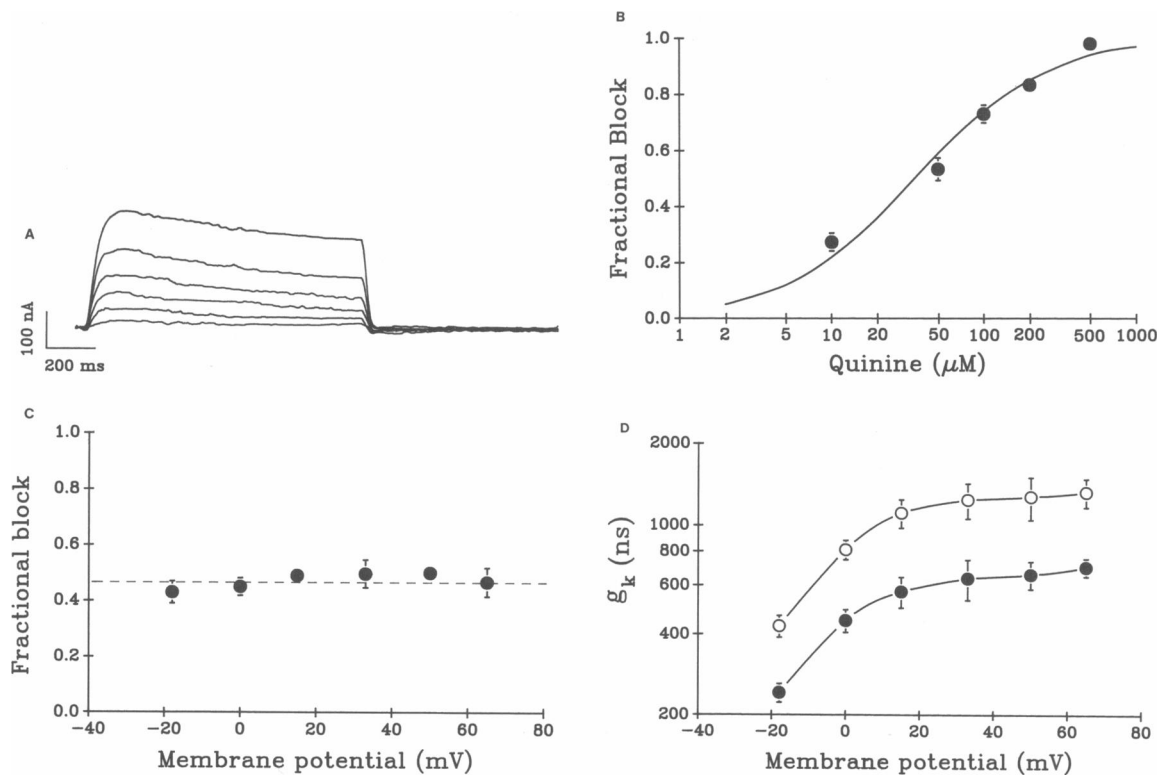 A
100 nA
200 ms
B
Fractional Block
1.0
0.8
0.6
0.4
0.2
0.0
1 2 5 10 20 50 100 200 500 1000
Quinine (μM)
C
Fractional block
1.0
0.8
0.6
0.4
0.2
0.0
−40 −20 0 20 40 60 80
Membrane potential (mV)
D
gk (ns)
2000
1000
800
600
400
200
−40 −20 0 20 40 60 80
Membrane potential (mV)